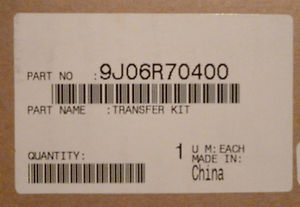 PART NO :9J06R70400
PART NAME :TRANSFER KIT
QUANTITY: 1 U M:EACH
MADE IN:
China